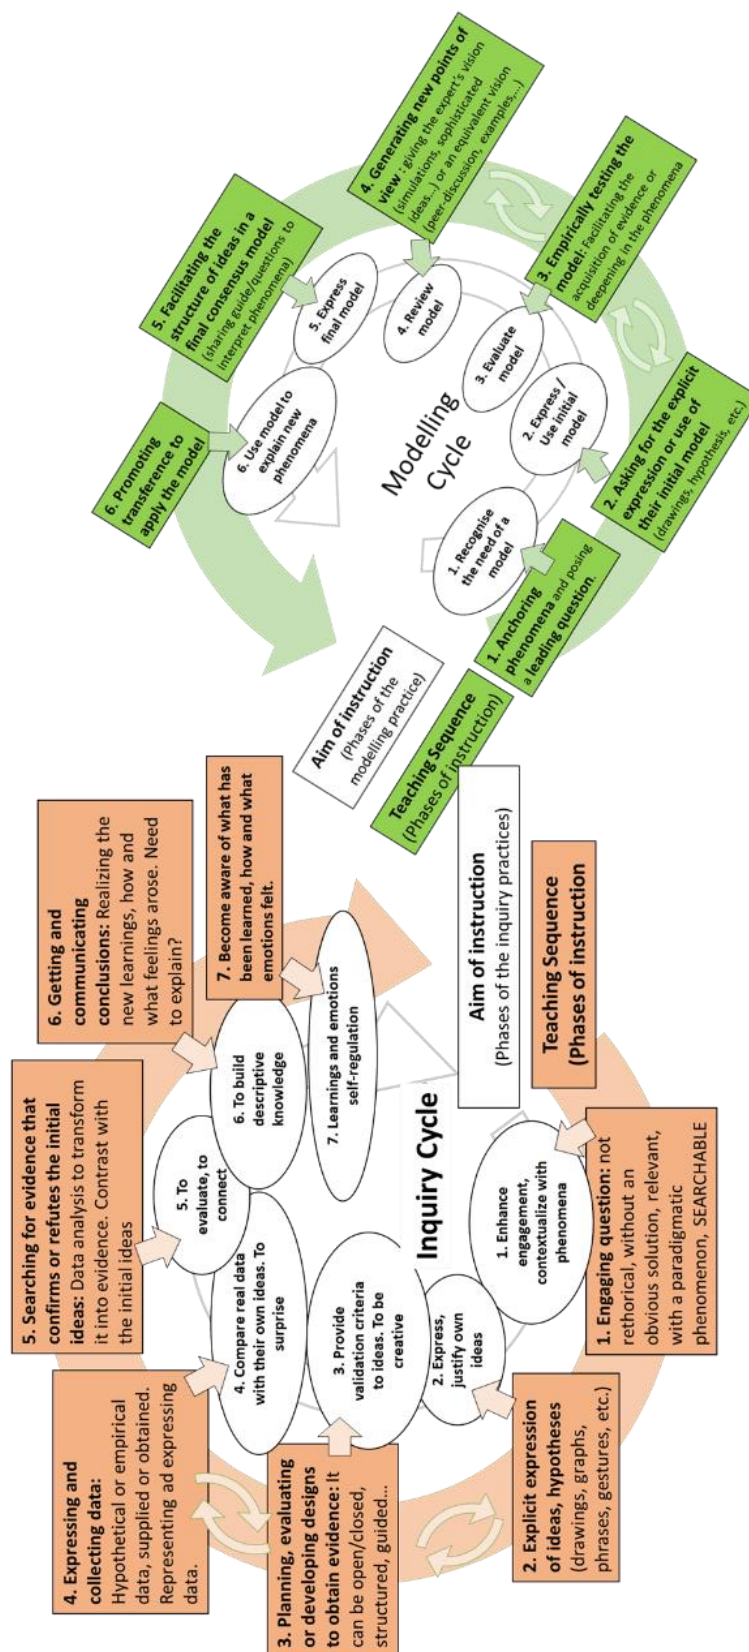 1. Engaging question: not
rethorical, without an
obvious solution, relevant,
with a paradigmatic
phenomenon, SEARCHABLE
2. Explicit expression
of ideas, hypotheses
(drawings, graphs,
phrases, gestures, etc.)
3. Planning, evaluating
or developing designs
to obtain evidence: It
can be open/closed,
structured, guided...
4. Expressing and
collecting data:
Hypothetical or empirical
data, supplied or obtained.
Representing ad expressing
data.
5. Searching for evidence that
confirms or refutes the initial
ideas: Data analysis to transform
it into evidence. Contrast with
the initial ideas
6. Getting and
communicating
conclusions: Realizing the
new learnings, how and
what feelings arose. Need
to explain?
7. Become aware of what has
been learned, how and what
emotions felt.
1. Enhance
engagement,
contextualize with
phenomena
2. Express,
justify own
ideas
3. Provide
validation criteria
to ideas. To be
creative
4. Compare real data
with their own ideas. To
surprise
5. To
evaluate, to
connect
6. To build
descriptive
knowledge
7. Learnings and emotions
self-regulation
Inquiry Cycle
Aim of instruction
(Phases of the inquiry practices)
Teaching Sequence
(Phases of instruction
Aim of instruction
(Phases of the
modelling practice)
Teaching Sequence
(Phases of instruction)
1. Anchoring
phenomena and posing
a leading question.
2. Asking for the explicit
expression or use of
their initial model
(drawings, hypothesis, etc.)
3. Empirically testing the
model: Facilitating the
acquisition of evidence or
deepening in the phenomena
4. Generating new points of
view : giving the expert's vision
(simulations, sophisticated
ideas...) or an equivalent vision
(peer-discussion, examples,...)
5. Facilitating the
structure of ideas in a
final consensus model
(sharing guide/questions to
interpret phenomena)
6. Promoting
transference to
apply the model
1. Recognise
the need of a
model
2. Express /
Use initial
model
3. Evaluate
model
4. Review
model
5. Express
final model
6. Use model to
explain new
phenomena
Modelling
Cycle